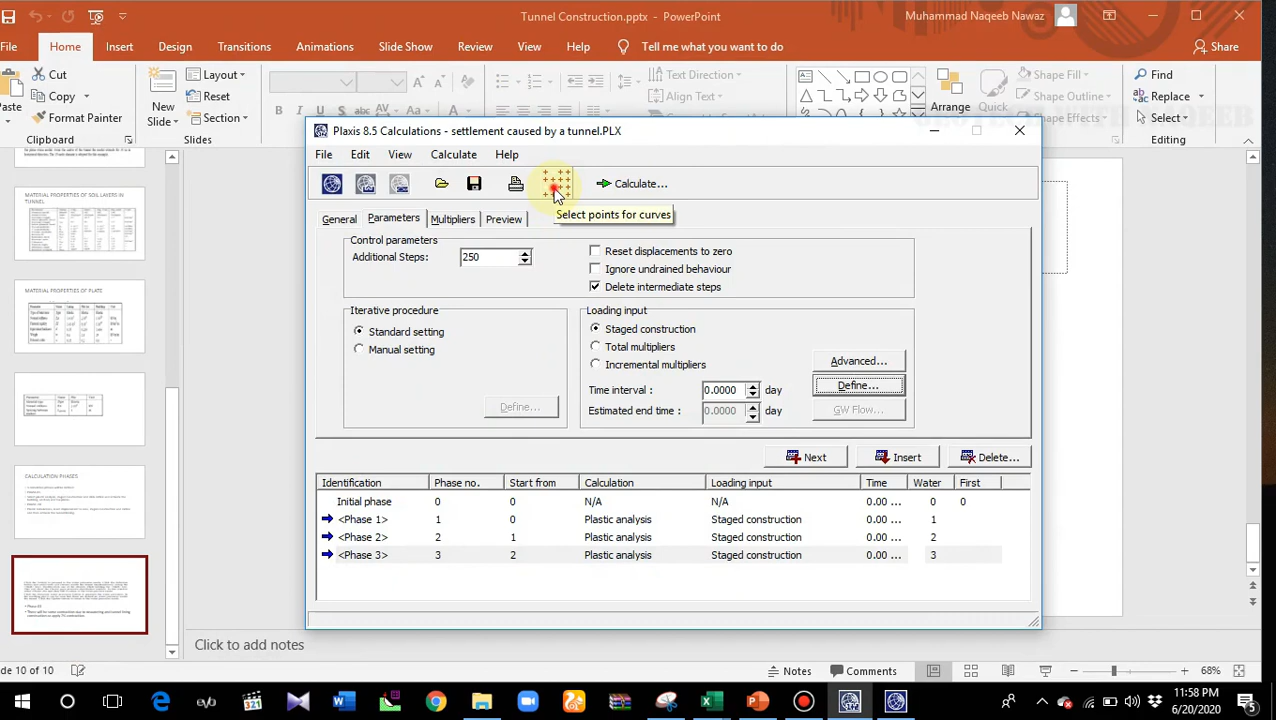 Tunnel Construction.pptx - PowerPoint
Muhammad Naqeeb Nawaz
File Home Insert Design Transitions Animations Slide Show Review View Help Tell me what you want to do Share
Cut
Copy
Format Painter
Clipboard
New
Slide
Layout
Reset
Section
Slides
Text Direction
Align Text
Arrange
Quick
Shape Fill
Shape Effects
Find
Replace
Select
Editing
Plaxis 8.5 Calculations - settlement caused by a tunnel.PLX
File Edit View Calculate Help
Calculate...
Select points for curves
General Parameters Multipliers Preview
Control parameters
Additional Steps: 250
Reset displacements to zero
Ignore undrained behaviour
Delete intermediate steps
Iterative procedure
Standard setting
Manual setting
Define...
Loading input
Staged construction
Total multipliers
Incremental multipliers
Time interval : 0.0000 day
Estimated end time : 0.0000 day
Advanced...
Define...
GW Flow...
Next Insert Delete...
Identification Phase no. Start from Calculation Loading input Time Water First
Initial phase 0 0 N/A N/A 0.00 ... 0 0
<Phase 1> 1 0 Plastic analysis Staged construction 0.00 ... 1
<Phase 2> 2 1 Plastic analysis Staged construction 0.00 ... 2
<Phase 3> 3 2 Plastic analysis Staged construction 0.00 ... 3
MATERIAL PROPERTIES OF SOIL LAYERS IN
TUNNEL
MATERIAL PROPERTIES OF PLATE
CALCULATION PHASES
Click to add notes
de 10 of 10
Notes Comments 68%
11:58 PM
6/20/2020